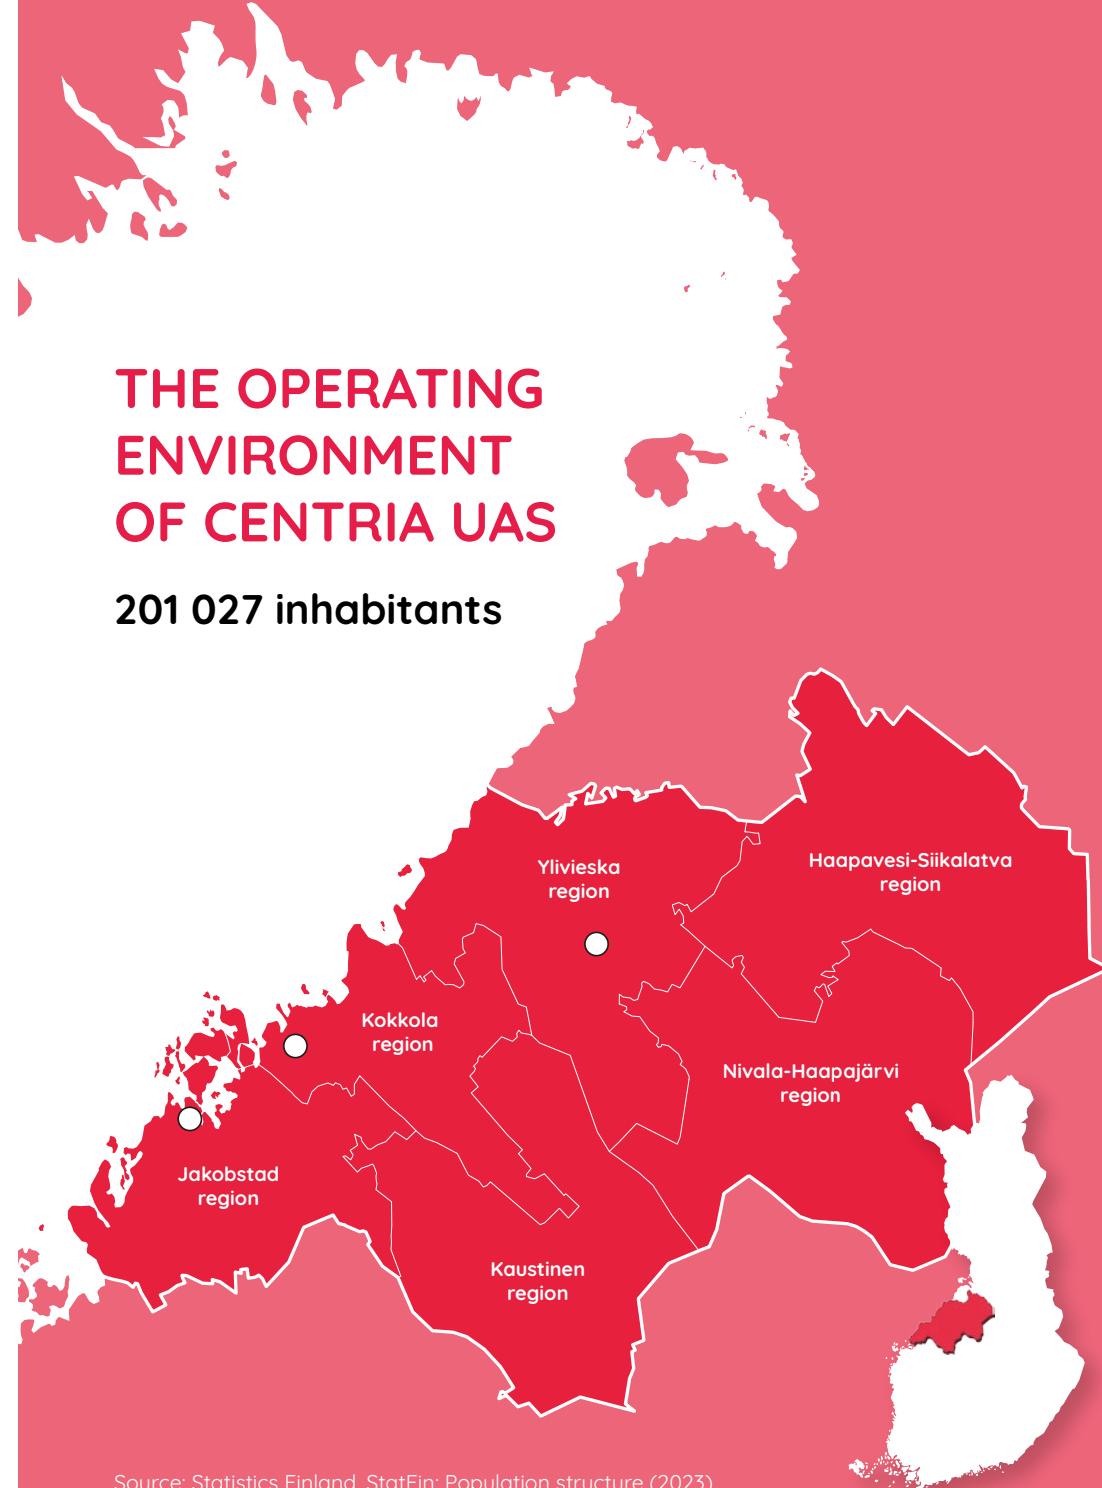 THE OPERATING
ENVIRONMENT
OF CENTRIA UAS
201 027 inhabitants
Ylivieska
region
Haapavesi-Siikalatva
region
Kokkola
region
Nivala-Haapajärvi
region
Jakobstad
region
Kaustinen
region
Source: Statistics Finland, StatFin: Population structure (2023)